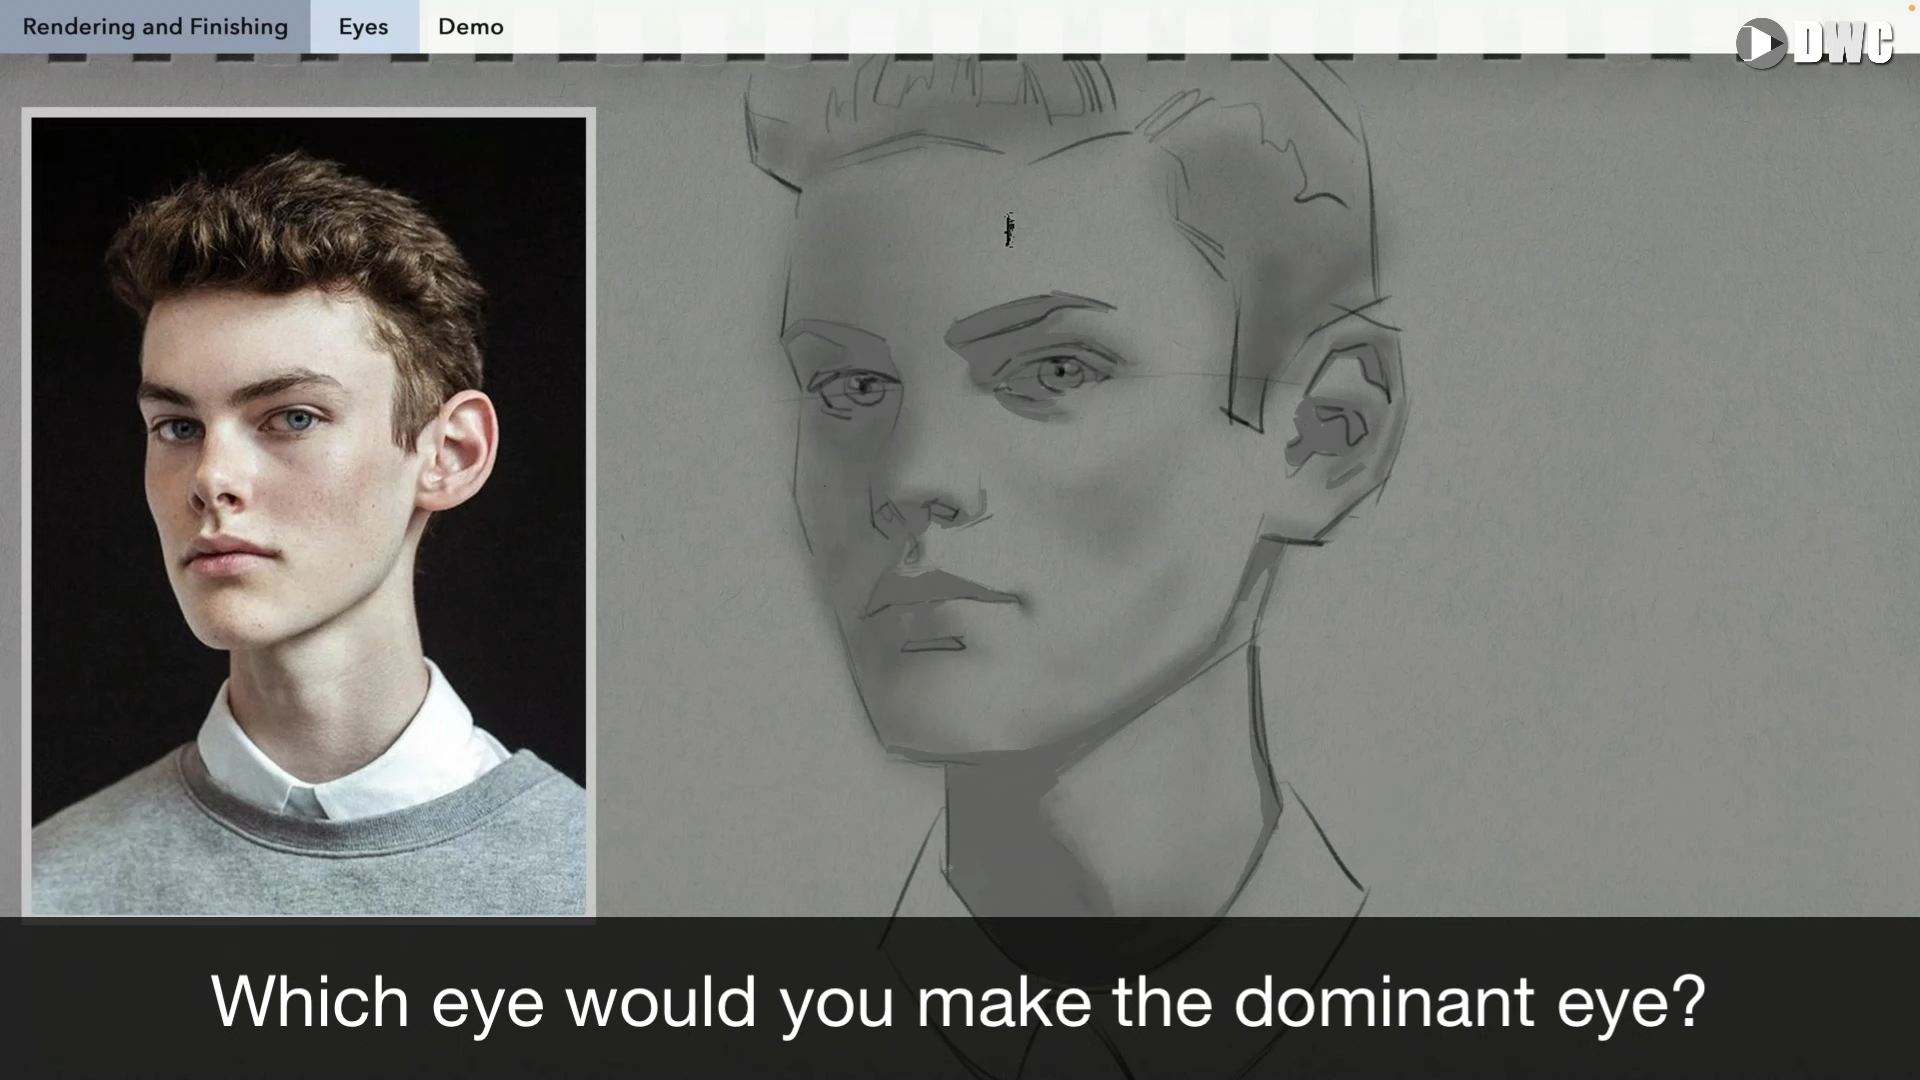 Rendering and Finishing
Eyes
Demo
DWC
Which eye would you make the dominant eye?